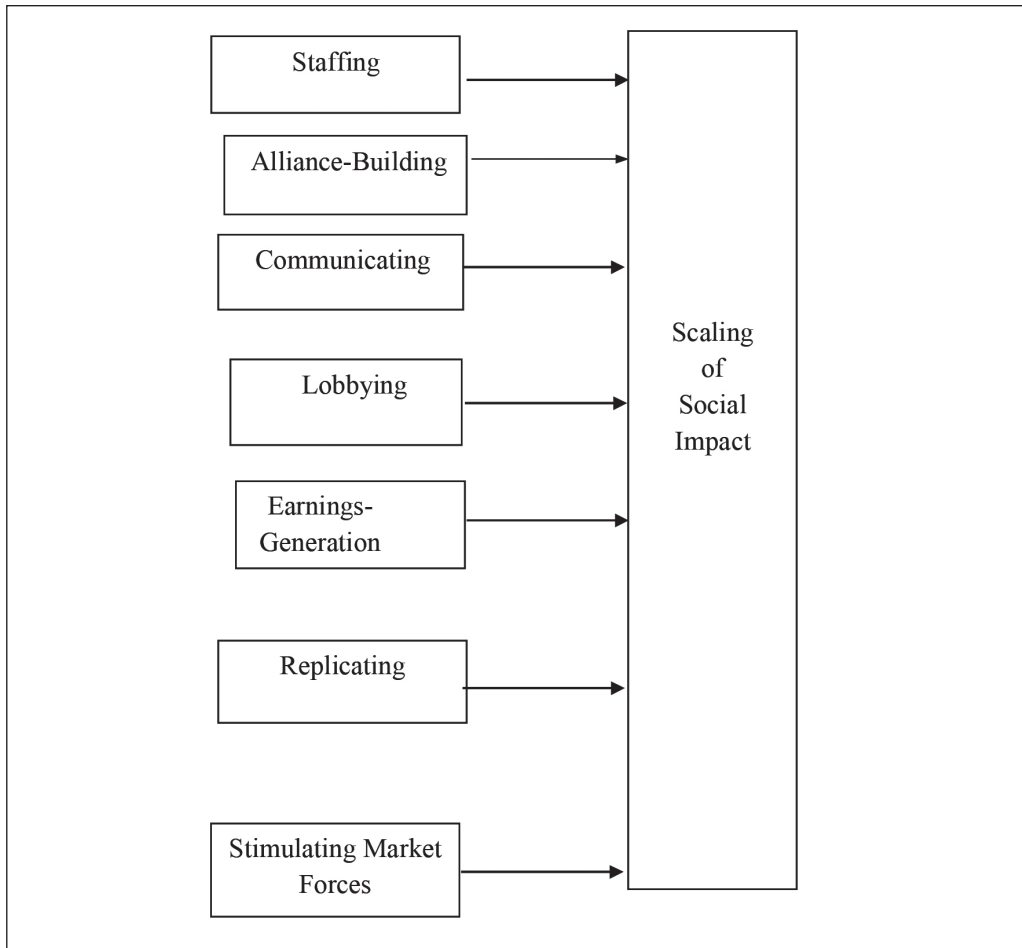 Staffing
Alliance-Building
Communicating
Lobbying
Earnings-
Generation
Replicating
Stimulating Market
Forces
Scaling
of
Social
Impact